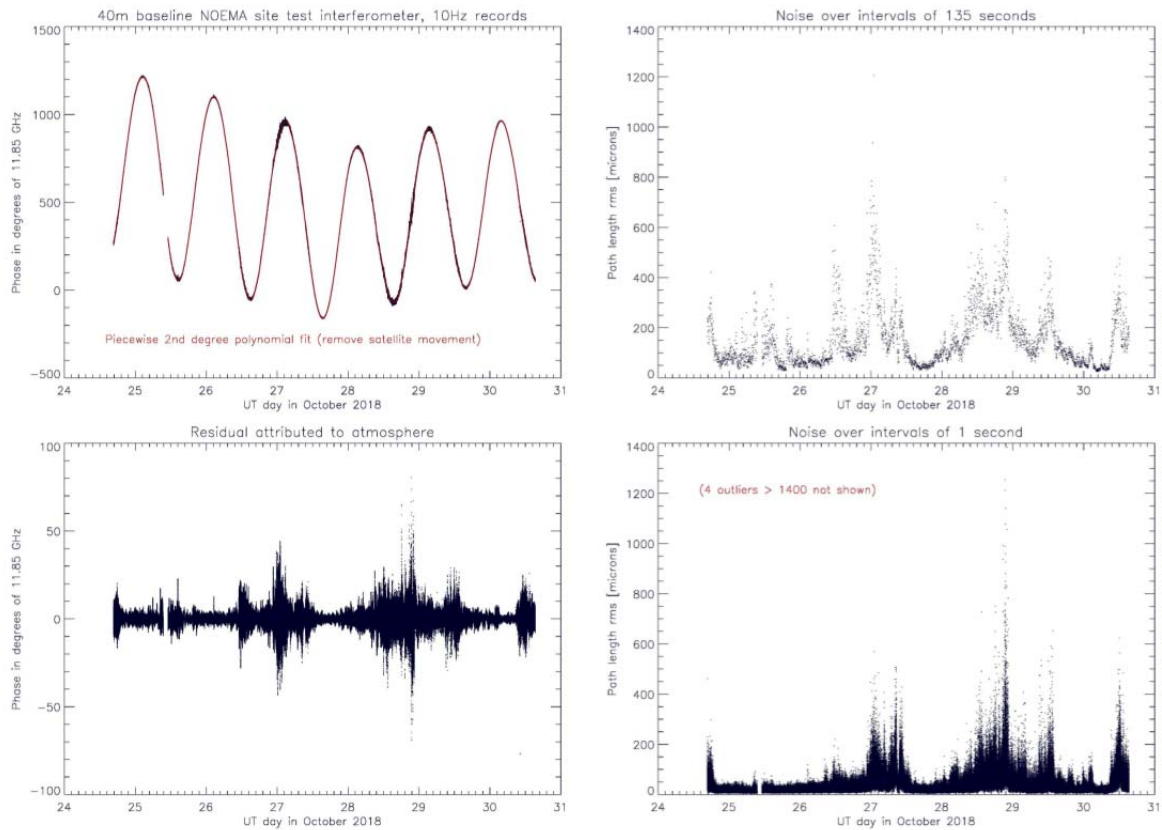 40m baseline NOEMA site test interferometer, 10Hz records
1500
1000
500
0
−500
Phase in degrees of 11.85 GHz
Piecewise 2nd degree polynomial fit (remove satellite movement)
24 25 26 27 28 29 30 31
UT day in October 2018
Noise over intervals of 135 seconds
1400
1200
1000
800
600
400
200
0
Path length rms [microns]
24 25 26 27 28 29 30 31
UT day in October 2018
Residual attributed to atmosphere
100
50
0
−50
−100
Phase in degrees of 11.85 GHz
24 25 26 27 28 29 30 31
UT day in October 2018
Noise over intervals of 1 second
1400
1200
1000
800
600
400
200
0
Path length rms [microns]
(4 outliers > 1400 not shown)
24 25 26 27 28 29 30 31
UT day in October 2018